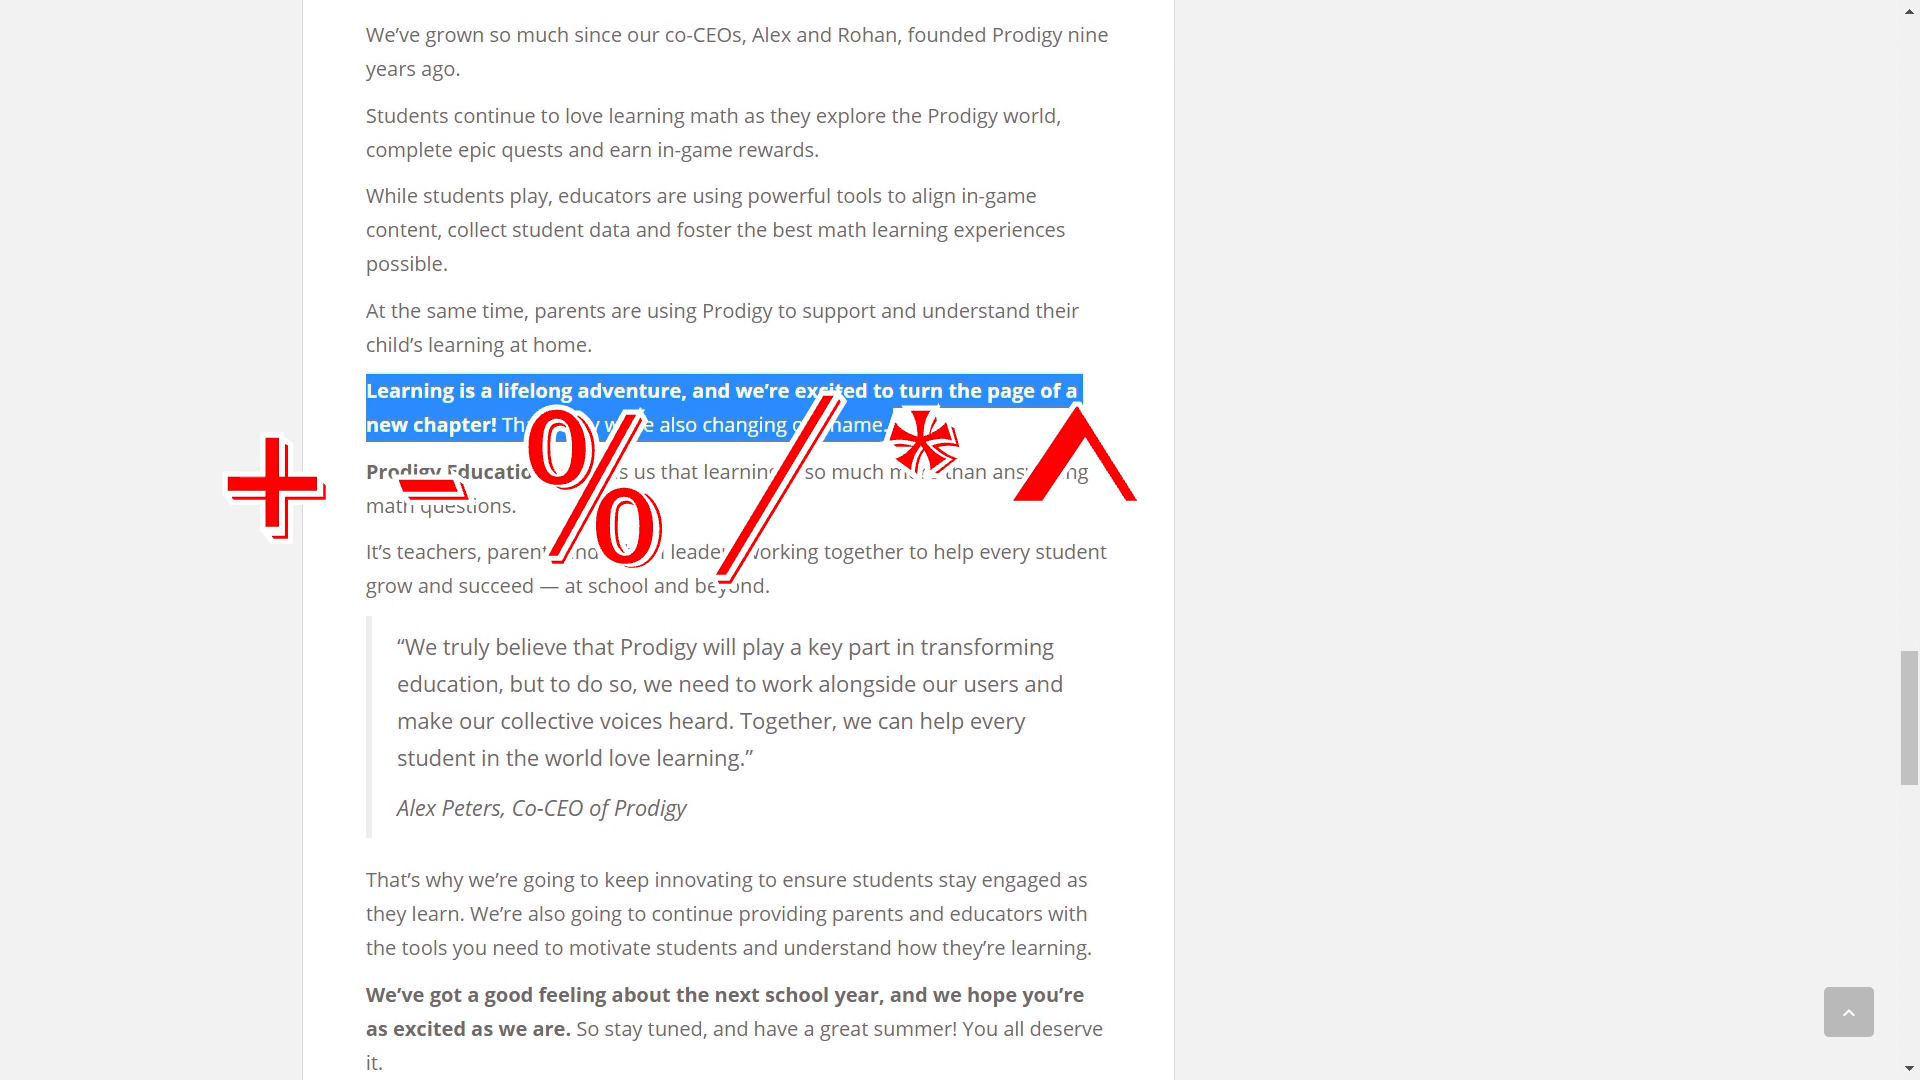 We’ve grown so much since our co-CEOs, Alex and Rohan, founded Prodigy nine
years ago.
Students continue to love learning math as they explore the Prodigy world,
complete epic quests and earn in-game rewards.
While students play, educators are using powerful tools to align in-game
content, collect student data and foster the best math learning experiences
possible.
At the same time, parents are using Prodigy to support and understand their
child’s learning at home.
Learning is a lifelong adventure, and we’re excited to turn the page of a
new chapter! we’re also changing name.
+ - % / * ^
Prodigy Education us that learning so much more than answering
math questions.
It’s teachers, parents and leaders working together to help every student
grow and succeed — at school and beyond.
“We truly believe that Prodigy will play a key part in transforming
education, but to do so, we need to work alongside our users and
make our collective voices heard. Together, we can help every
student in the world love learning.”
Alex Peters, Co-CEO of Prodigy
That’s why we’re going to keep innovating to ensure students stay engaged as
they learn. We’re also going to continue providing parents and educators with
the tools you need to motivate students and understand how they’re learning.
We’ve got a good feeling about the next school year, and we hope you’re
as excited as we are. So stay tuned, and have a great summer! You all deserve
it.